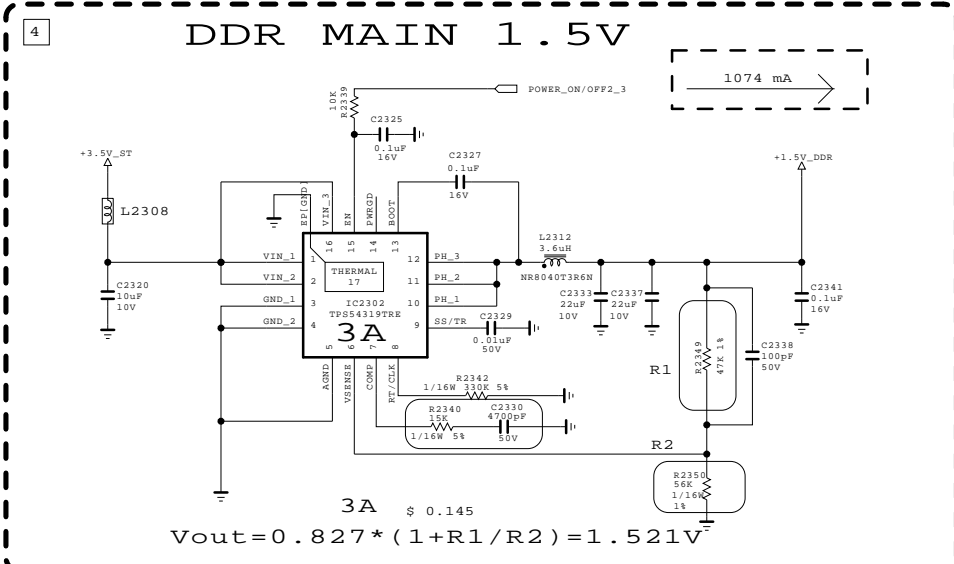 4
DDR MAIN 1.5V
1074 mA
10K
R2339
POWER_ON/OFF2_3
C2325
0.1uF
16V
C2327
0.1uF
16V
+3.5V_ST
+1.5V_DDR
L2308
EP[GND]
VIN_3
EN
PWRGD
BOOT
16
15
14
13
L2312
3.6uH
NR8040T3R6N
VIN_1
1
VIN_2
2
GND_1
3
GND_2
4
THERMAL
17
IC2302
TPS54319TRE
3A
12
PH_3
11
PH_2
10
PH_1
9
SS/TR
C2320
10uF
10V
C2329
0.01uF
50V
C2333
22uF
10V
C2337
22uF
10V
C2341
0.1uF
16V
5
6
7
8
AGND
VSENSE
COMP
RT/CLK
R1
R2349
47K 1%
C2338
100pF
50V
R2342
1/16W 330K 5%
R2340
15K
1/16W 5%
C2330
4700pF
50V
R2
R2350
56K
1/16W
1%
3A
$ 0.145
Vout=0.827*(1+R1/R2)=1.521V